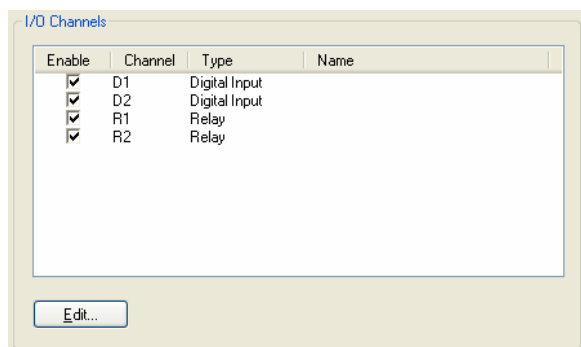 I/O Channels
Enable Channel Type Name
D1 Digital Input
D2 Digital Input
R1 Relay
R2 Relay
Edit...